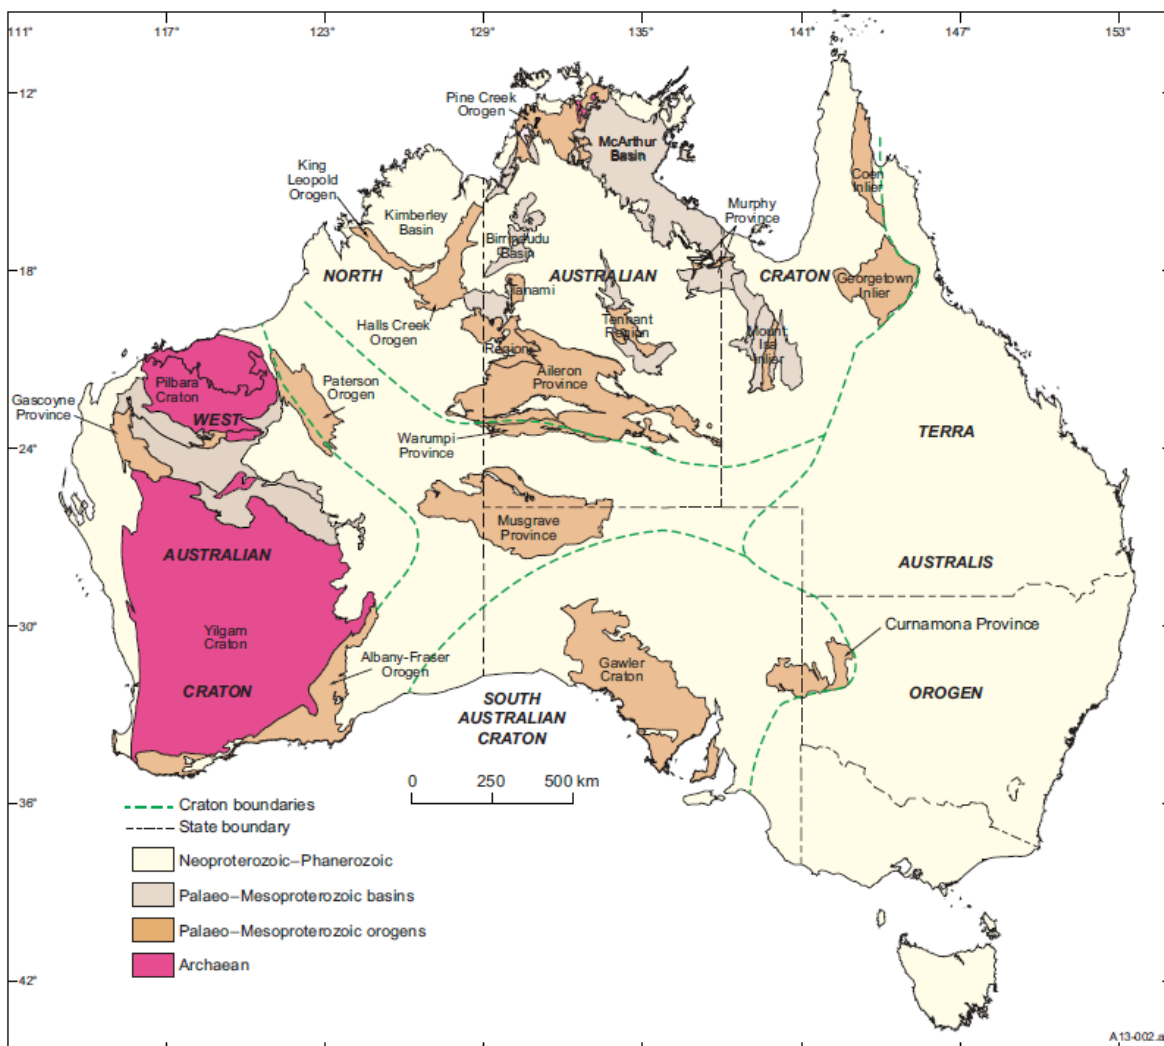 111° 117° 123° 129° 135° 141° 147° 153°
12°
18°
24°
30°
36°
42°
Pine Creek
Orogen
McArthur
Basin
King
Leopold
Orogen
Kimberley
Basin
Coen
Inlier
Murphy
Province
Birrindudu
Basin
NORTH
AUSTRALIAN
CRATON
Georgetown
Inlier
Tanami
Region
Halls Creek
Orogen
Tennant
Region
Mount
Isa
Inlier
Aileron
Province
Pilbara
Craton
Paterson
Orogen
Gascoyne
Province
WEST
Warumpi
Province
TERRA
Musgrave
Province
AUSTRALIAN
AUSTRALIS
Yilgarn
Craton
Curnamona Province
Albany-Fraser
Orogen
Gawler
Craton
CRATON
OROGEN
SOUTH
AUSTRALIAN
CRATON
0 250 500 km
Craton boundaries
State boundary
Neoproterozoic–Phanerozoic
Palaeo–Mesoproterozoic basins
Palaeo–Mesoproterozoic orogens
Archaean
A13-002.a